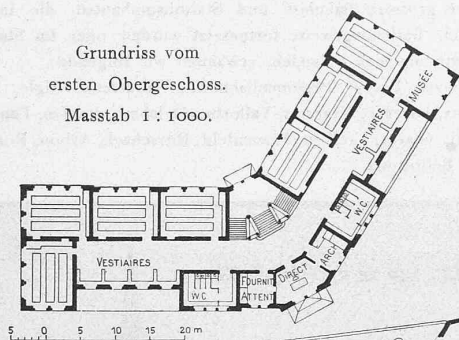 Grundriss vom
ersten Obergeschoss.
Masstab 1 : 1000.
MUSÉE
VESTIAIRES
W.C.
ARCH
DIRECT
VESTIAIRES
W.C.
FOURNIT
ATTENT
5 0 5 10 15 20 m